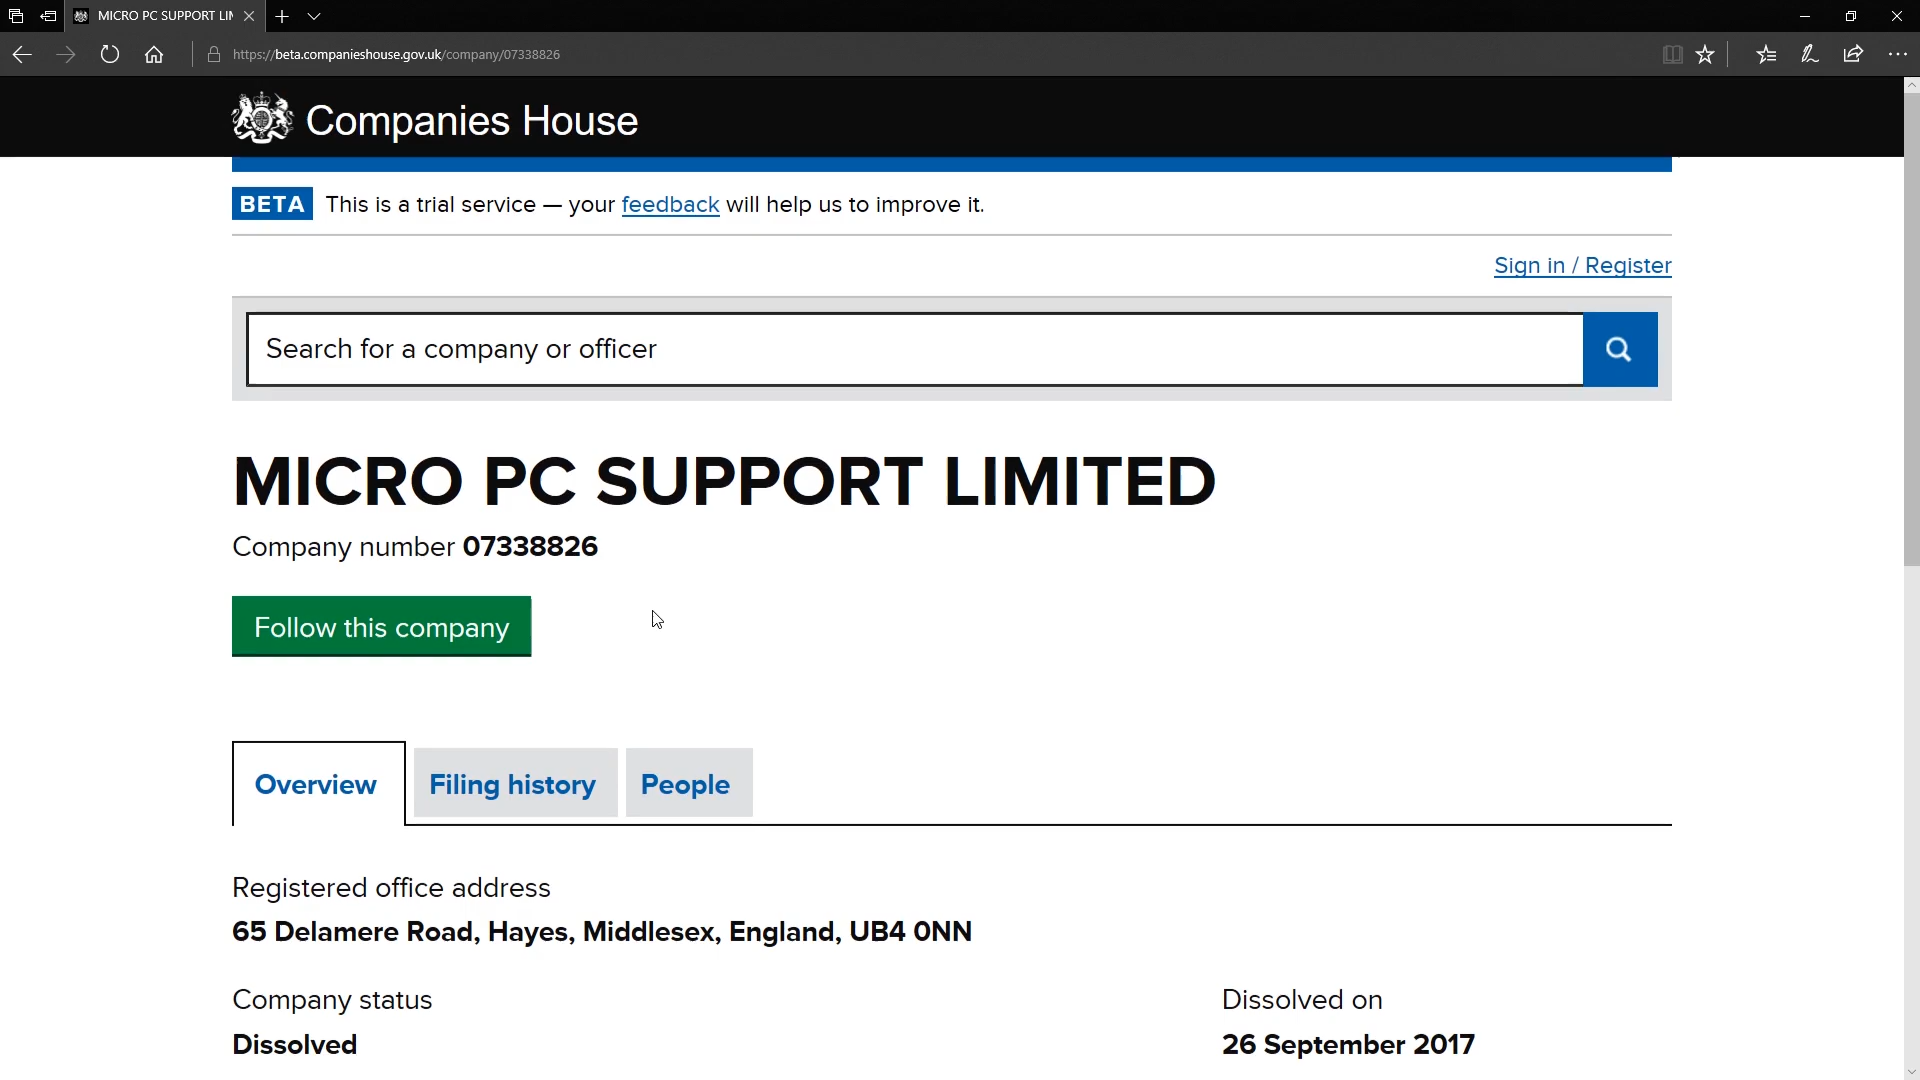 MICRO PC SUPPORT LIM
https://beta.companieshouse.gov.uk/company/07338826
Companies House
BETA This is a trial service — your feedback will help us to improve it.
Sign in / Register
Search for a company or officer
MICRO PC SUPPORT LIMITED
Company number 07338826
Follow this company
Overview Filing history People
Registered office address
65 Delamere Road, Hayes, Middlesex, England, UB4 0NN
Company status Dissolved on
Dissolved 26 September 2017